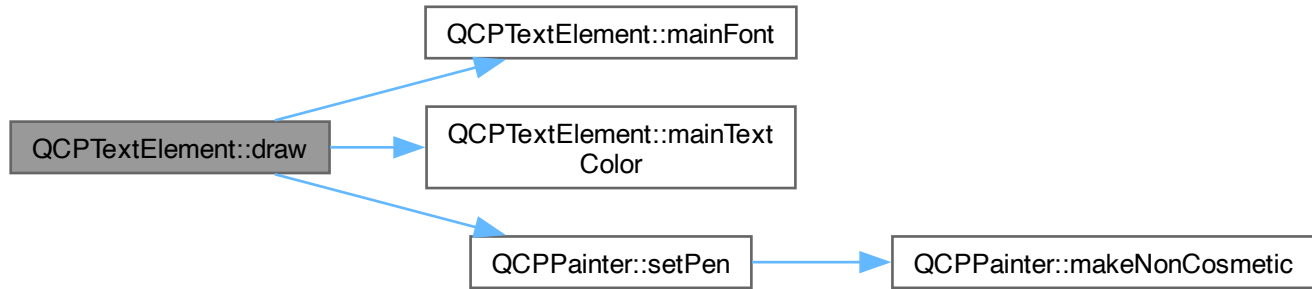 QCPTextElement::mainFont
QCPTextElement::draw
QCPTextElement::mainText
Color
QCPPainter::setPen
QCPPainter::makeNonCosmetic